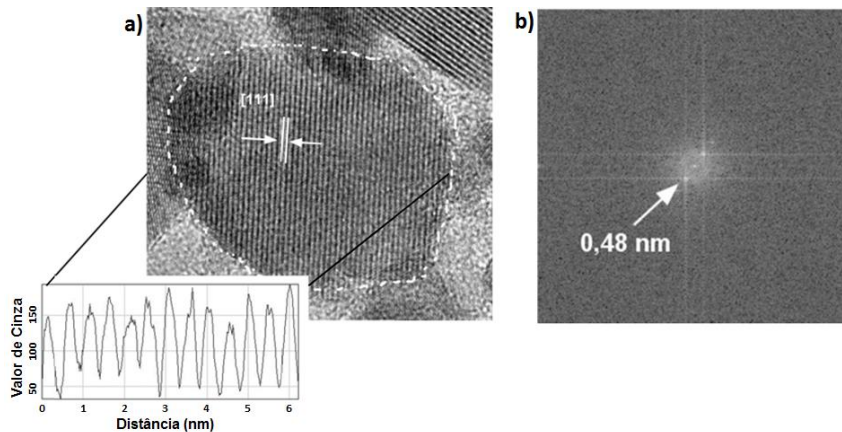 a)
[111]
Valor de Cinza
150
100
50
0 1 2 3 4 5 6
Distância (nm)
b)
0,48 nm